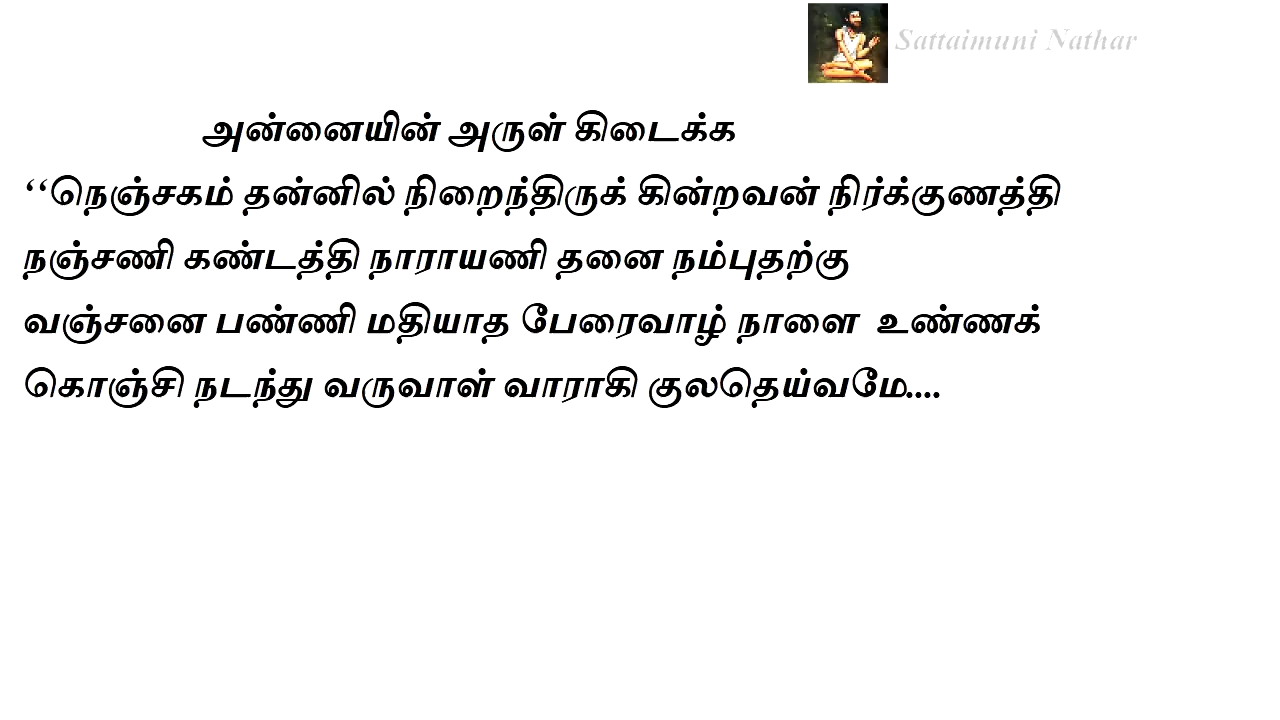 Sattaimuni Nathar
அன்னையின் அருள் கிடைக்க
“நெஞ்சகம் தன்னில் நிறைந்திருக் கின்றவன் நிர்க்குணத்தி
நஞ்சணி கண்டத்தி நாராயணி தனை நம்புதற்கு
வஞ்சனை பண்ணி மதியாத பேரைவாழ் நாளை உண்ணக்
கொஞ்சி நடந்து வருவாள் வாராகி குலதெய்வமே....